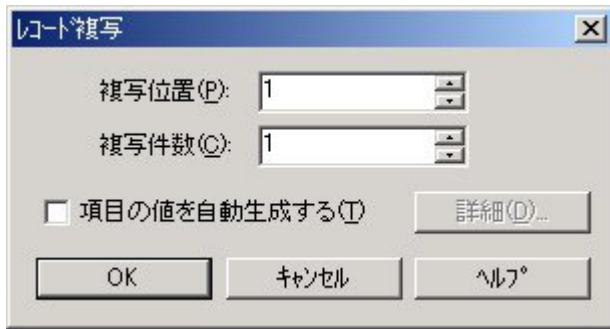 ﾚｺｰﾄﾞ複写
複写位置(P): 1
複写件数(C): 1
項目の値を自動生成する(T) 詳細(D)...
OK ｷｬﾝｾﾙ ﾍﾙﾌﾟ